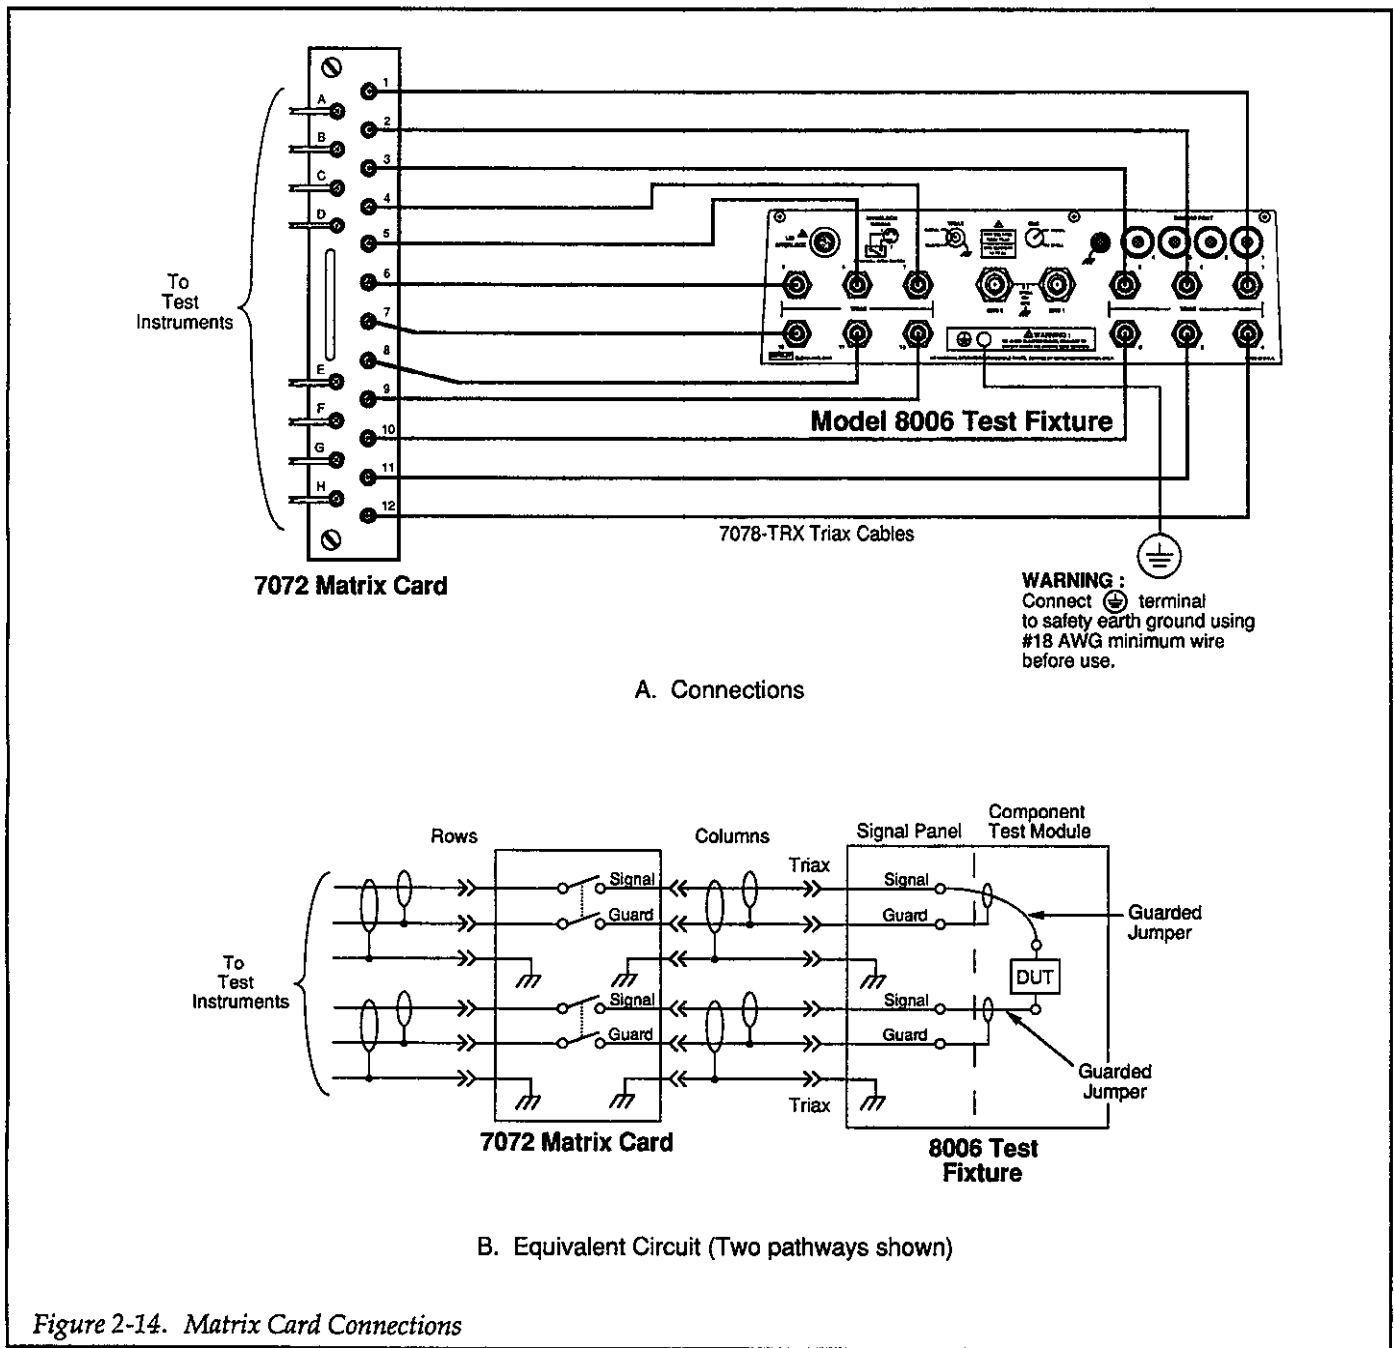 1
A
2
B
3
C
4
D
5
6
7
8
E
9
F
10
G
11
H
12
To
Test
Instruments
TRIAX
WARNING :
Model 8006 Test Fixture
7078-TRX Triax Cables
7072 Matrix Card
WARNING :
Connect terminal
to safety earth ground using
#18 AWG minimum wire
before use.
A. Connections
Rows
Columns
Triax
Signal Panel
Component
Test Module
Signal
Guard
Signal
Guard
Guarded
Jumper
DUT
To
Test
Instruments
Signal
Guard
Signal
Guard
Guarded
Jumper
Triax
7072 Matrix Card
8006 Test
Fixture
B. Equivalent Circuit (Two pathways shown)
Figure 2-14. Matrix Card Connections